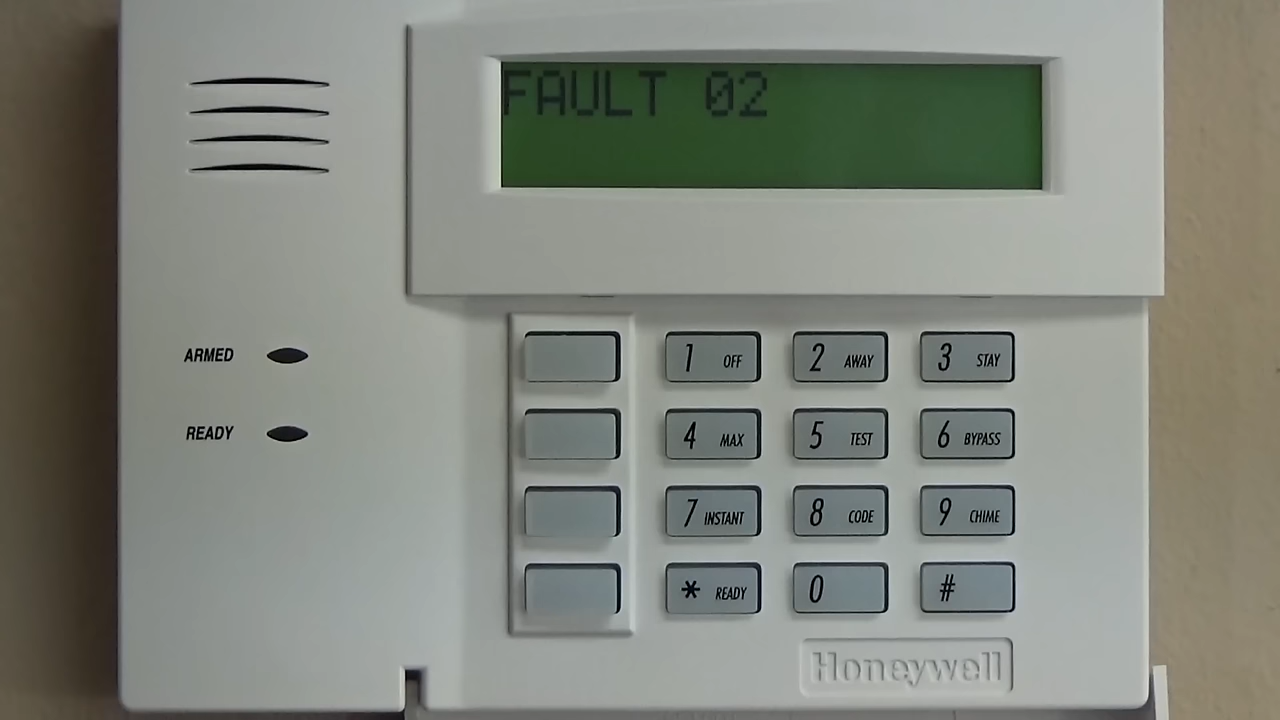 FAULT 02
ARMED
READY
1 OFF
2 AWAY
3 STAY
4 MAX
5 TEST
6 BYPASS
7 INSTANT
8 CODE
9 CHIME
* READY
0
#
Honeywell